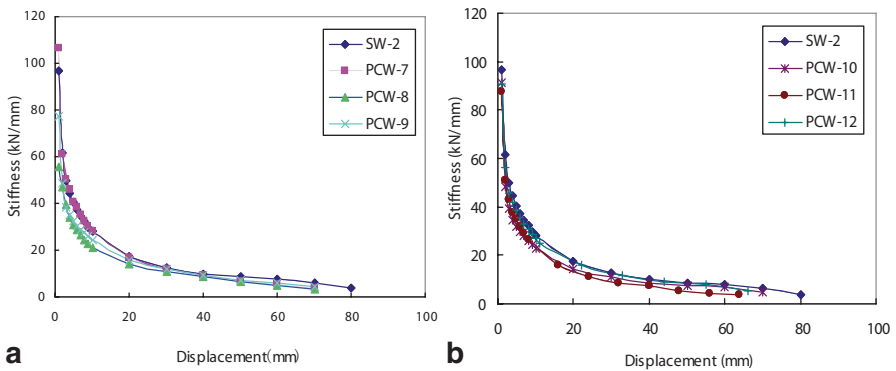 120
100
80
60
40
20
0
Stiffness (kN/mm)
0 20 40 60 80 100
Displacement(mm)
SW-2
PCW-7
PCW-8
PCW-9
a
120
100
80
60
40
20
0
Stiffness (kN/mm)
0 20 40 60 80 100
Displacement (mm)
SW-2
PCW-10
PCW-11
PCW-12
b